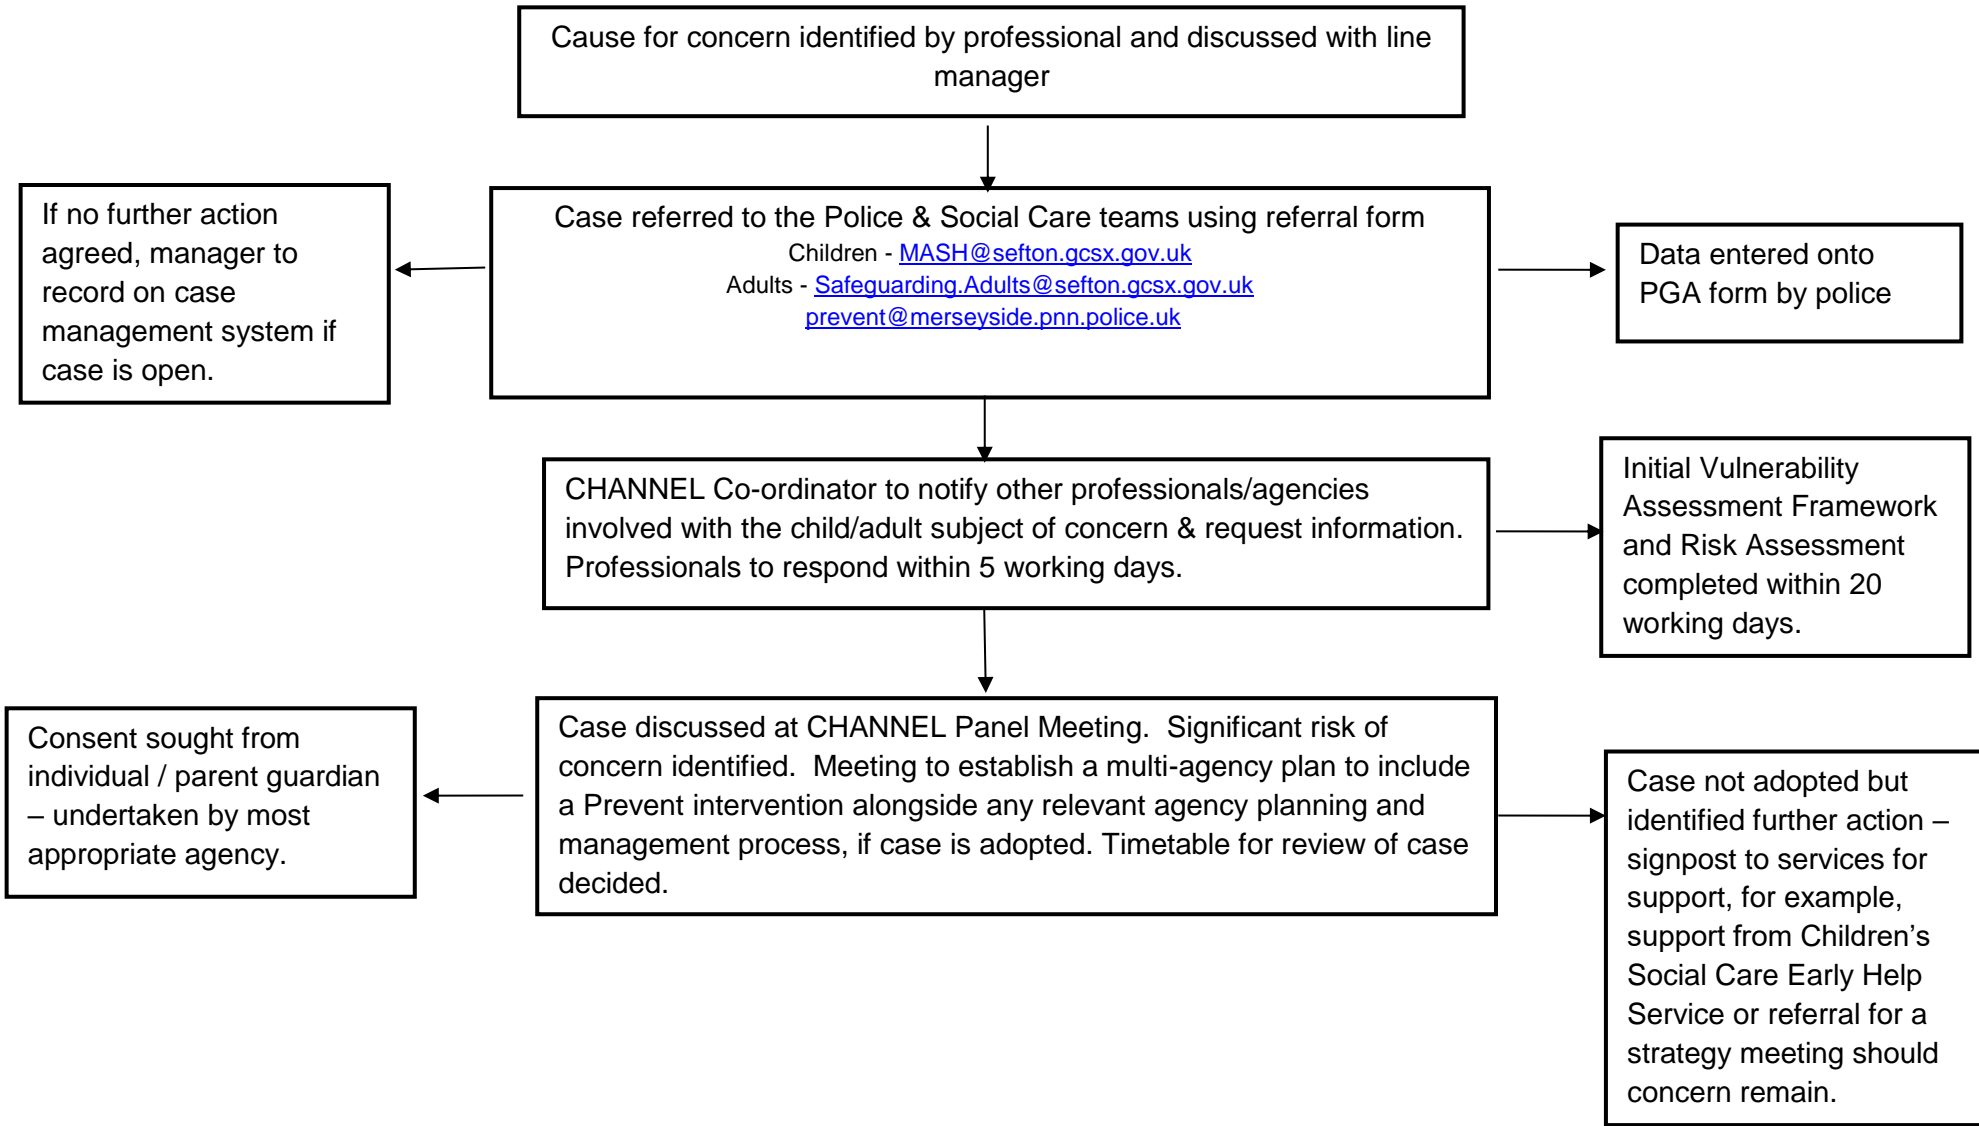 Cause for concern identified by professional and discussed with line
manager
If no further action
agreed, manager to
record on case
management system if
case is open.
Case referred to the Police & Social Care teams using referral form
Children - MASH@sefton.gcsx.gov.uk
Adults - Safeguarding.Adults@sefton.gcsx.gov.uk
prevent@merseyside.pnn.police.uk
Data entered onto
PGA form by police
CHANNEL Co-ordinator to notify other professionals/agencies
involved with the child/adult subject of concern & request information.
Professionals to respond within 5 working days.
Initial Vulnerability
Assessment Framework
and Risk Assessment
completed within 20
working days.
Consent sought from
individual / parent guardian
– undertaken by most
appropriate agency.
Case discussed at CHANNEL Panel Meeting.  Significant risk of
concern identified.  Meeting to establish a multi-agency plan to include
a Prevent intervention alongside any relevant agency planning and
management process, if case is adopted. Timetable for review of case
decided.
Case not adopted but
identified further action –
signpost to services for
support, for example,
support from Children’s
Social Care Early Help
Service or referral for a
strategy meeting should
concern remain.